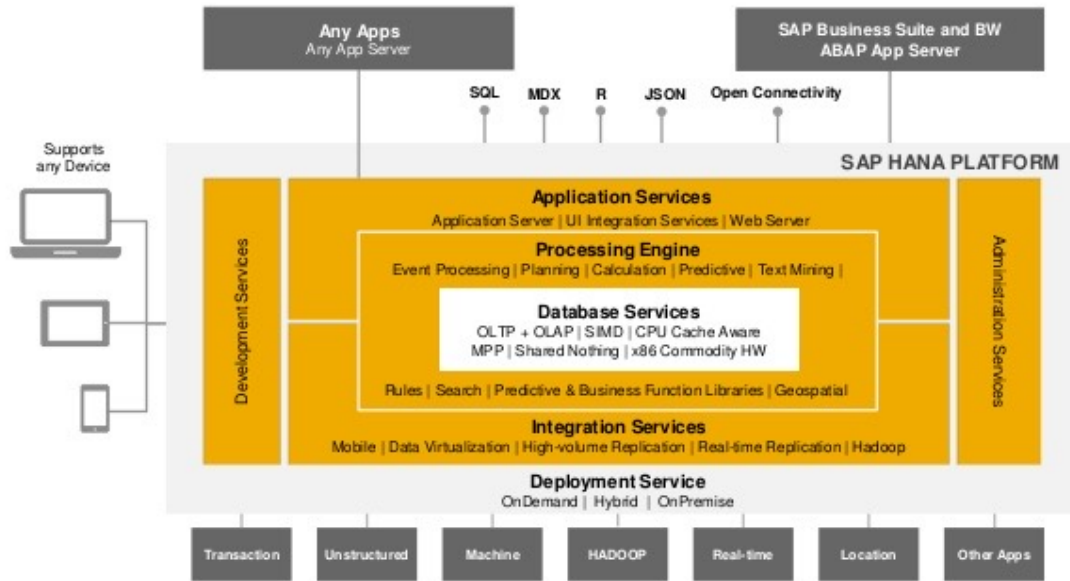 Any Apps
Any App Server
SAP Business Suite and BW
ABAP App Server
SQL
MDX
R
JSON
Open Connectivity
Supports
any Device
SAP HANA PLATFORM
Development Services
Application Services
Application Server | UI Integration Services | Web Server
Processing Engine
Event Processing | Planning | Calculation | Predictive | Text Mining |
Database Services
OLTP + OLAP | SIMD | CPU Cache Aware
MPP | Shared Nothing | x86 Commodity HW
Rules | Search | Predictive & Business Function Libraries | Geospatial
Integration Services
Mobile | Data Virtualization | High-volume Replication | Real-time Replication | Hadoop
Administration Services
Deployment Service
OnDemand | Hybrid | OnPremise
Transaction
Unstructured
Machine
HADOOP
Real-time
Location
Other Apps